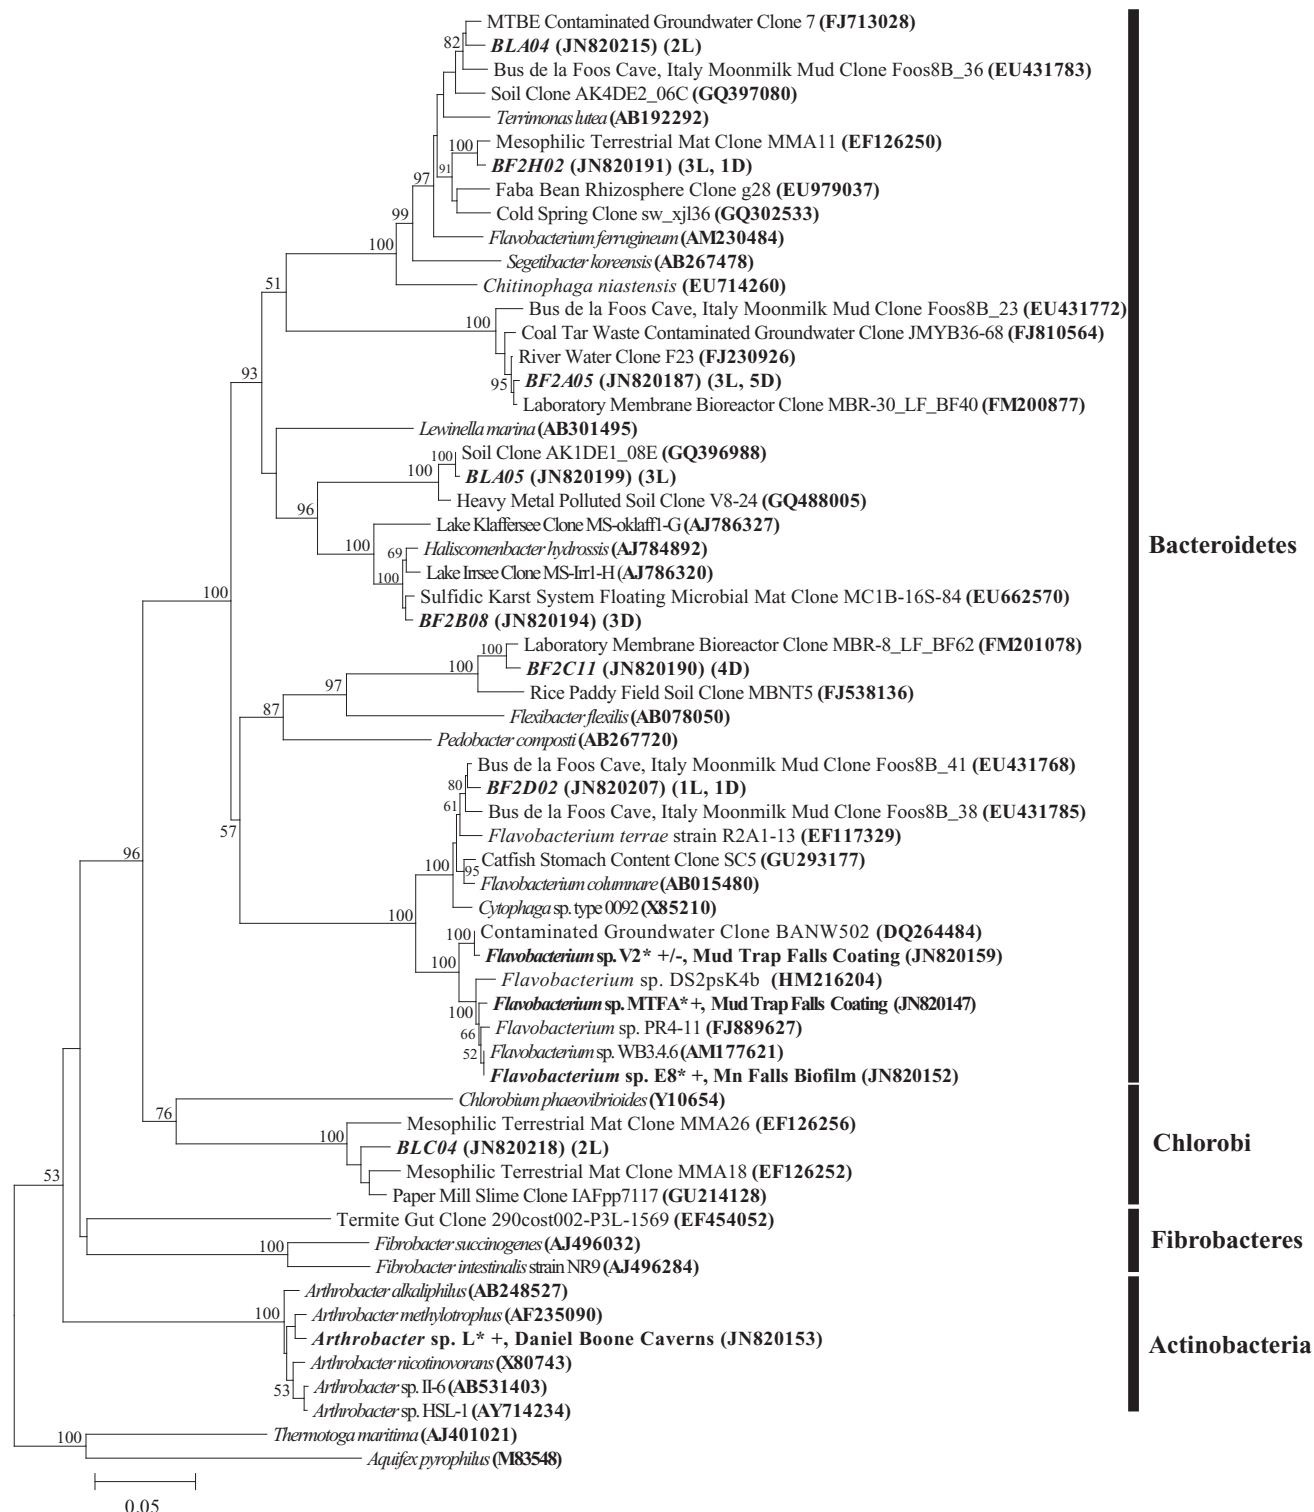 MTBE Contaminated Groundwater Clone 7 (FJ713028)
82
BLA04 (JN820215) (2L)
Bus de la Foos Cave, Italy Moonmilk Mud Clone Foos8B_36 (EU431783)
Soil Clone AK4DE2_06C (GQ397080)
Terrimonas lutea (AB192292)
Mesophilic Terrestrial Mat Clone MMA11 (EF126250)
100
BF2H02 (JN820191) (3L, 1D)
91
97
Faba Bean Rhizosphere Clone g28 (EU979037)
Cold Spring Clone sw_xjl36 (GQ302533)
99
Flavobacterium ferrugineum (AM230484)
100
Segetibacter koreensis (AB267478)
51
Chitinophaga niastensis (EU714260)
Bus de la Foos Cave, Italy Moonmilk Mud Clone Foos8B_23 (EU431772)
100
Coal Tar Waste Contaminated Groundwater Clone JMYB36-68 (FJ810564)
River Water Clone F23 (FJ230926)
93
95
BF2A05 (JN820187) (3L, 5D)
Laboratory Membrane Bioreactor Clone MBR-30_LF_BF40 (FM200877)
Lewinella marina (AB301495)
100
Soil Clone AK1DE1_08E (GQ396988)
100
BLA05 (JN820199) (3L)
Heavy Metal Polluted Soil Clone V8-24 (GQ488005)
96
Lake Klaffersee Clone MS-oklaff1-G (AJ786327)
100
69
Haliscomenbacter hydrossis (AJ784892)
Bacteroidetes
100
Lake Irrsee Clone MS-Irr1-H (AJ786320)
100
Sulfidic Karst System Floating Microbial Mat Clone MC1B-16S-84 (EU662570)
BF2B08 (JN820194) (3D)
100
Laboratory Membrane Bioreactor Clone MBR-8_LF_BF62 (FM201078)
100
BF2C11 (JN820190) (4D)
97
Rice Paddy Field Soil Clone MBNT5 (FJ538136)
87
Flexibacter flexilis (AB078050)
Pedobacter composti (AB267720)
Bus de la Foos Cave, Italy Moonmilk Mud Clone Foos8B_41 (EU431768)
80
BF2D02 (JN820207) (1L, 1D)
61
Bus de la Foos Cave, Italy Moonmilk Mud Clone Foos8B_38 (EU431785)
57
Flavobacterium terrae strain R2A1-13 (EF117329)
96
100
Catfish Stomach Content Clone SC5 (GU293177)
95
Flavobacterium columnare (AB015480)
Cytophaga sp. type 0092 (X85210)
100
100
Contaminated Groundwater Clone BANW502 (DQ264484)
Flavobacterium sp. V2* +/-, Mud Trap Falls Coating (JN820159)
100
Flavobacterium sp. DS2psK4b (HM216204)
100
Flavobacterium sp. MTFA* +, Mud Trap Falls Coating (JN820147)
66
Flavobacterium sp. PR4-11 (FJ889627)
52
Flavobacterium sp. WB3.4.6 (AM177621)
Flavobacterium sp. E8* +, Mn Falls Biofilm (JN820152)
Chlorobium phaeovibrioides (Y10654)
76
Mesophilic Terrestrial Mat Clone MMA26 (EF126256)
100
BLC04 (JN820218) (2L)
Chlorobi
Mesophilic Terrestrial Mat Clone MMA18 (EF126252)
53
Paper Mill Slime Clone IAFpp7117 (GU214128)
Termite Gut Clone 290cost002-P3L-1569 (EF454052)
100
Fibrobacter succinogenes (AJ496032)
Fibrobacteres
Fibrobacter intestinalis strain NR9 (AJ496284)
Arthrobacter alkaliphilus (AB248527)
100
Arthrobacter methylotrophus (AF235090)
Arthrobacter sp. L* +, Daniel Boone Caverns (JN820153)
Actinobacteria
Arthrobacter nicotinovorans (X80743)
53
Arthrobacter sp. II-6 (AB531403)
Arthrobacter sp. HSL-1 (AY714234)
100
Thermotoga maritima (AJ401021)
Aquifex pyrophilus (M83548)
0.05